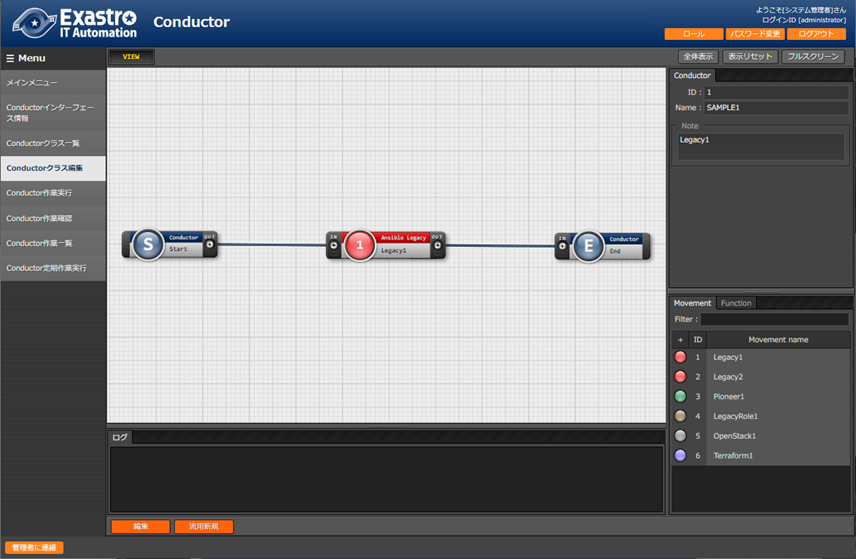 Exastro
IT Automation
Conductor
ようこそ[システム管理者]さん
ログインID [administrator]
ロール
パスワード変更
ログアウト
Menu
メインメニュー
Conductorインターフェー
ス情報
Conductorクラス一覧
Conductorクラス編集
Conductor作業実行
Conductor作業確認
Conductor作業一覧
Conductor定期作業実行
VIEW
全体表示
表示リセット
フルスクリーン
S
Conductor
Start
OUT
IN
1
Ansible Legacy
Legacy1
OUT
IN
E
Conductor
End
Conductor
ID : 1
Name : SAMPLE1
Note
Legacy1
Movement
Function
Filter :
+ ID Movement name
1 Legacy1
2 Legacy2
3 Pioneer1
4 LegacyRole1
5 OpenStack1
6 Terraform1
ログ
編集
流用新規
管理者に連絡